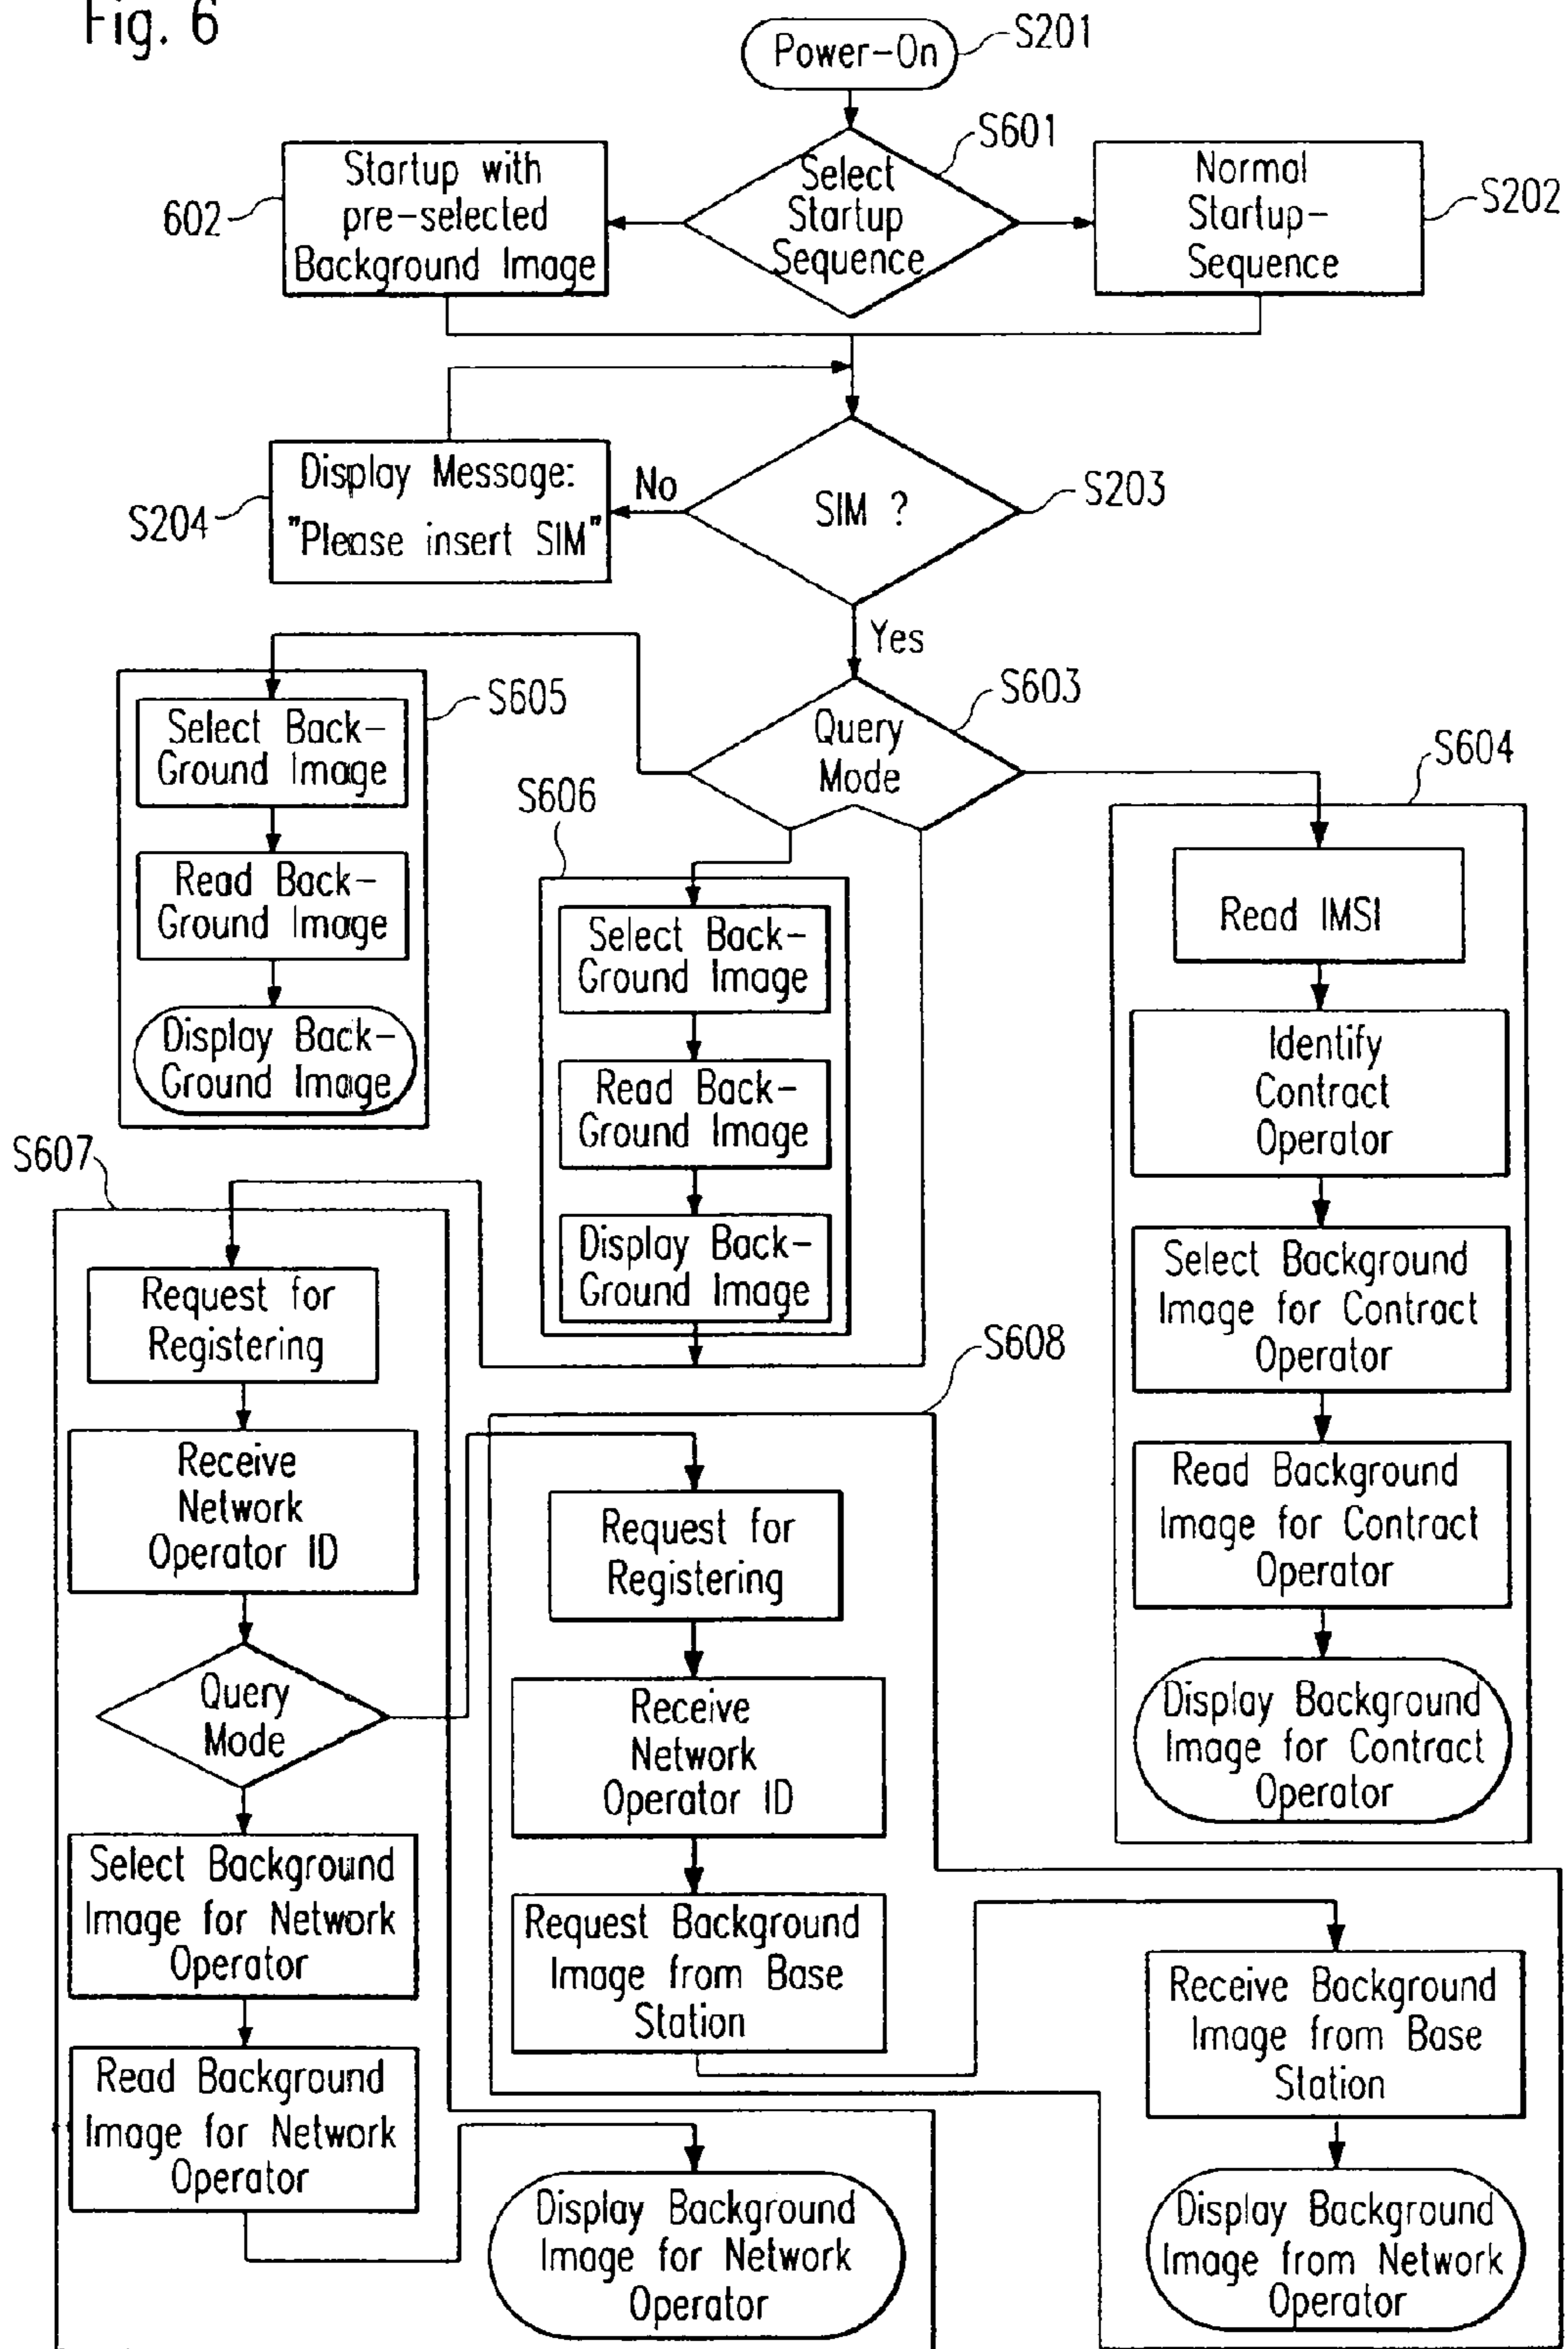 Fig. 6
Power-On
S201
S601
Select
Startup
Sequence
602
Startup with
pre-selected
Background Image
Normal
Startup-
Sequence
S202
S204
Display Message:
"Please insert SIM"
No
SIM ?
S203
Yes
S603
Query
Mode
S605
Select Back-
Ground Image
Read Back-
Ground Image
Display Back-
Ground Image
S606
Select Back-
Ground Image
Read Back-
Ground Image
Display Back-
Ground Image
S604
Read IMSI
Identify
Contract
Operator
Select Background
Image for Contract
Operator
Read Background
Image for Contract
Operator
Display Background
Image for Contract
Operator
S607
Request for
Registering
Receive
Network
Operator ID
Query
Mode
Select Background
Image for Network
Operator
Read Background
Image for Network
Operator
Display Background
Image for Network
Operator
S608
Request for
Registering
Receive
Network
Operator ID
Request Background
Image from Base
Station
Receive Background
Image from Base
Station
Display Background
Image from Network
Operator